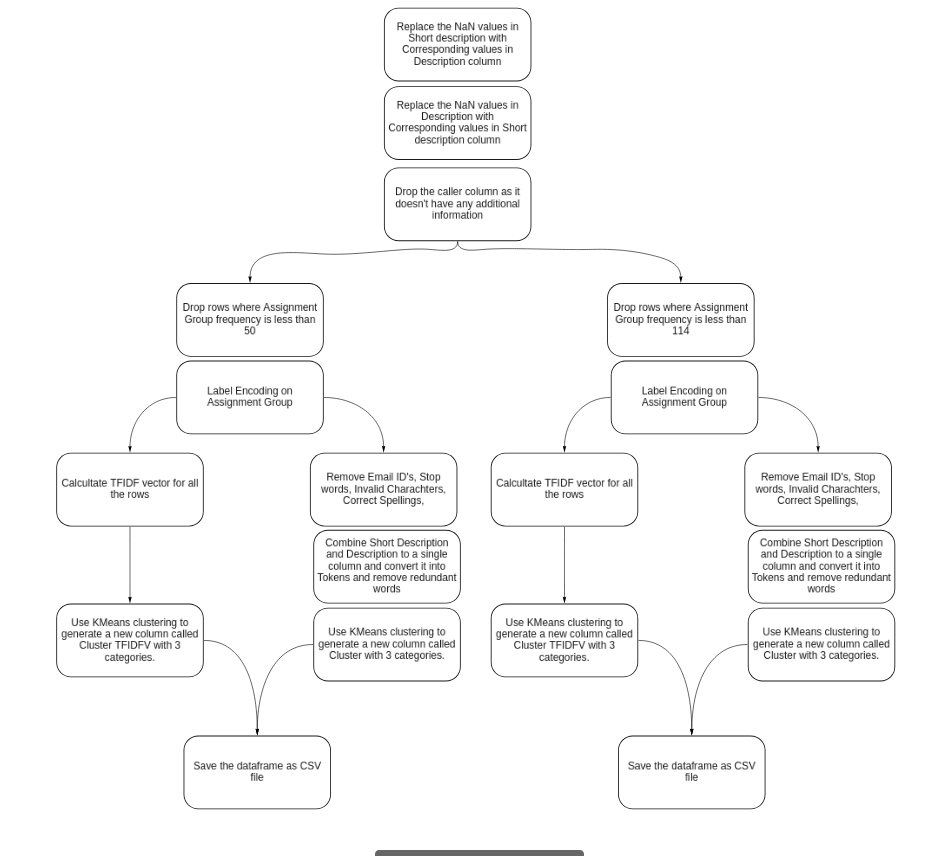 Replace the NaN values in
Short description with
Corresponding values in
Description column
Replace the NaN values in
Description with
Corresponding values in Short
description column
Drop the caller column as it
doesn't have any additional
information
Drop rows where Assignment
Group frequency is less than
50
Drop rows where Assignment
Group frequency is less than
114
Label Encoding on
Assignment Group
Label Encoding on
Assignment Group
Calcultate TFIDF vector for all
the rows
Remove Email ID's, Stop
words, Invalid Charachters,
Correct Spellings,
Calcultate TFIDF vector for all
the rows
Remove Email ID's, Stop
words, Invalid Charachters,
Correct Spellings,
Combine Short Description
and Description to a single
column and convert it into
Tokens and remove redundant
words
Combine Short Description
and Description to a single
column and convert it into
Tokens and remove redundant
words
Use KMeans clustering to
generate a new column called
Cluster TFIDFV with 3
categories.
Use KMeans clustering to
generate a new column called
Cluster with 3 categories.
Use KMeans clustering to
generate a new column called
Cluster TFIDFV with 3
categories.
Use KMeans clustering to
generate a new column called
Cluster with 3 categories.
Save the dataframe as CSV
file
Save the dataframe as CSV
file